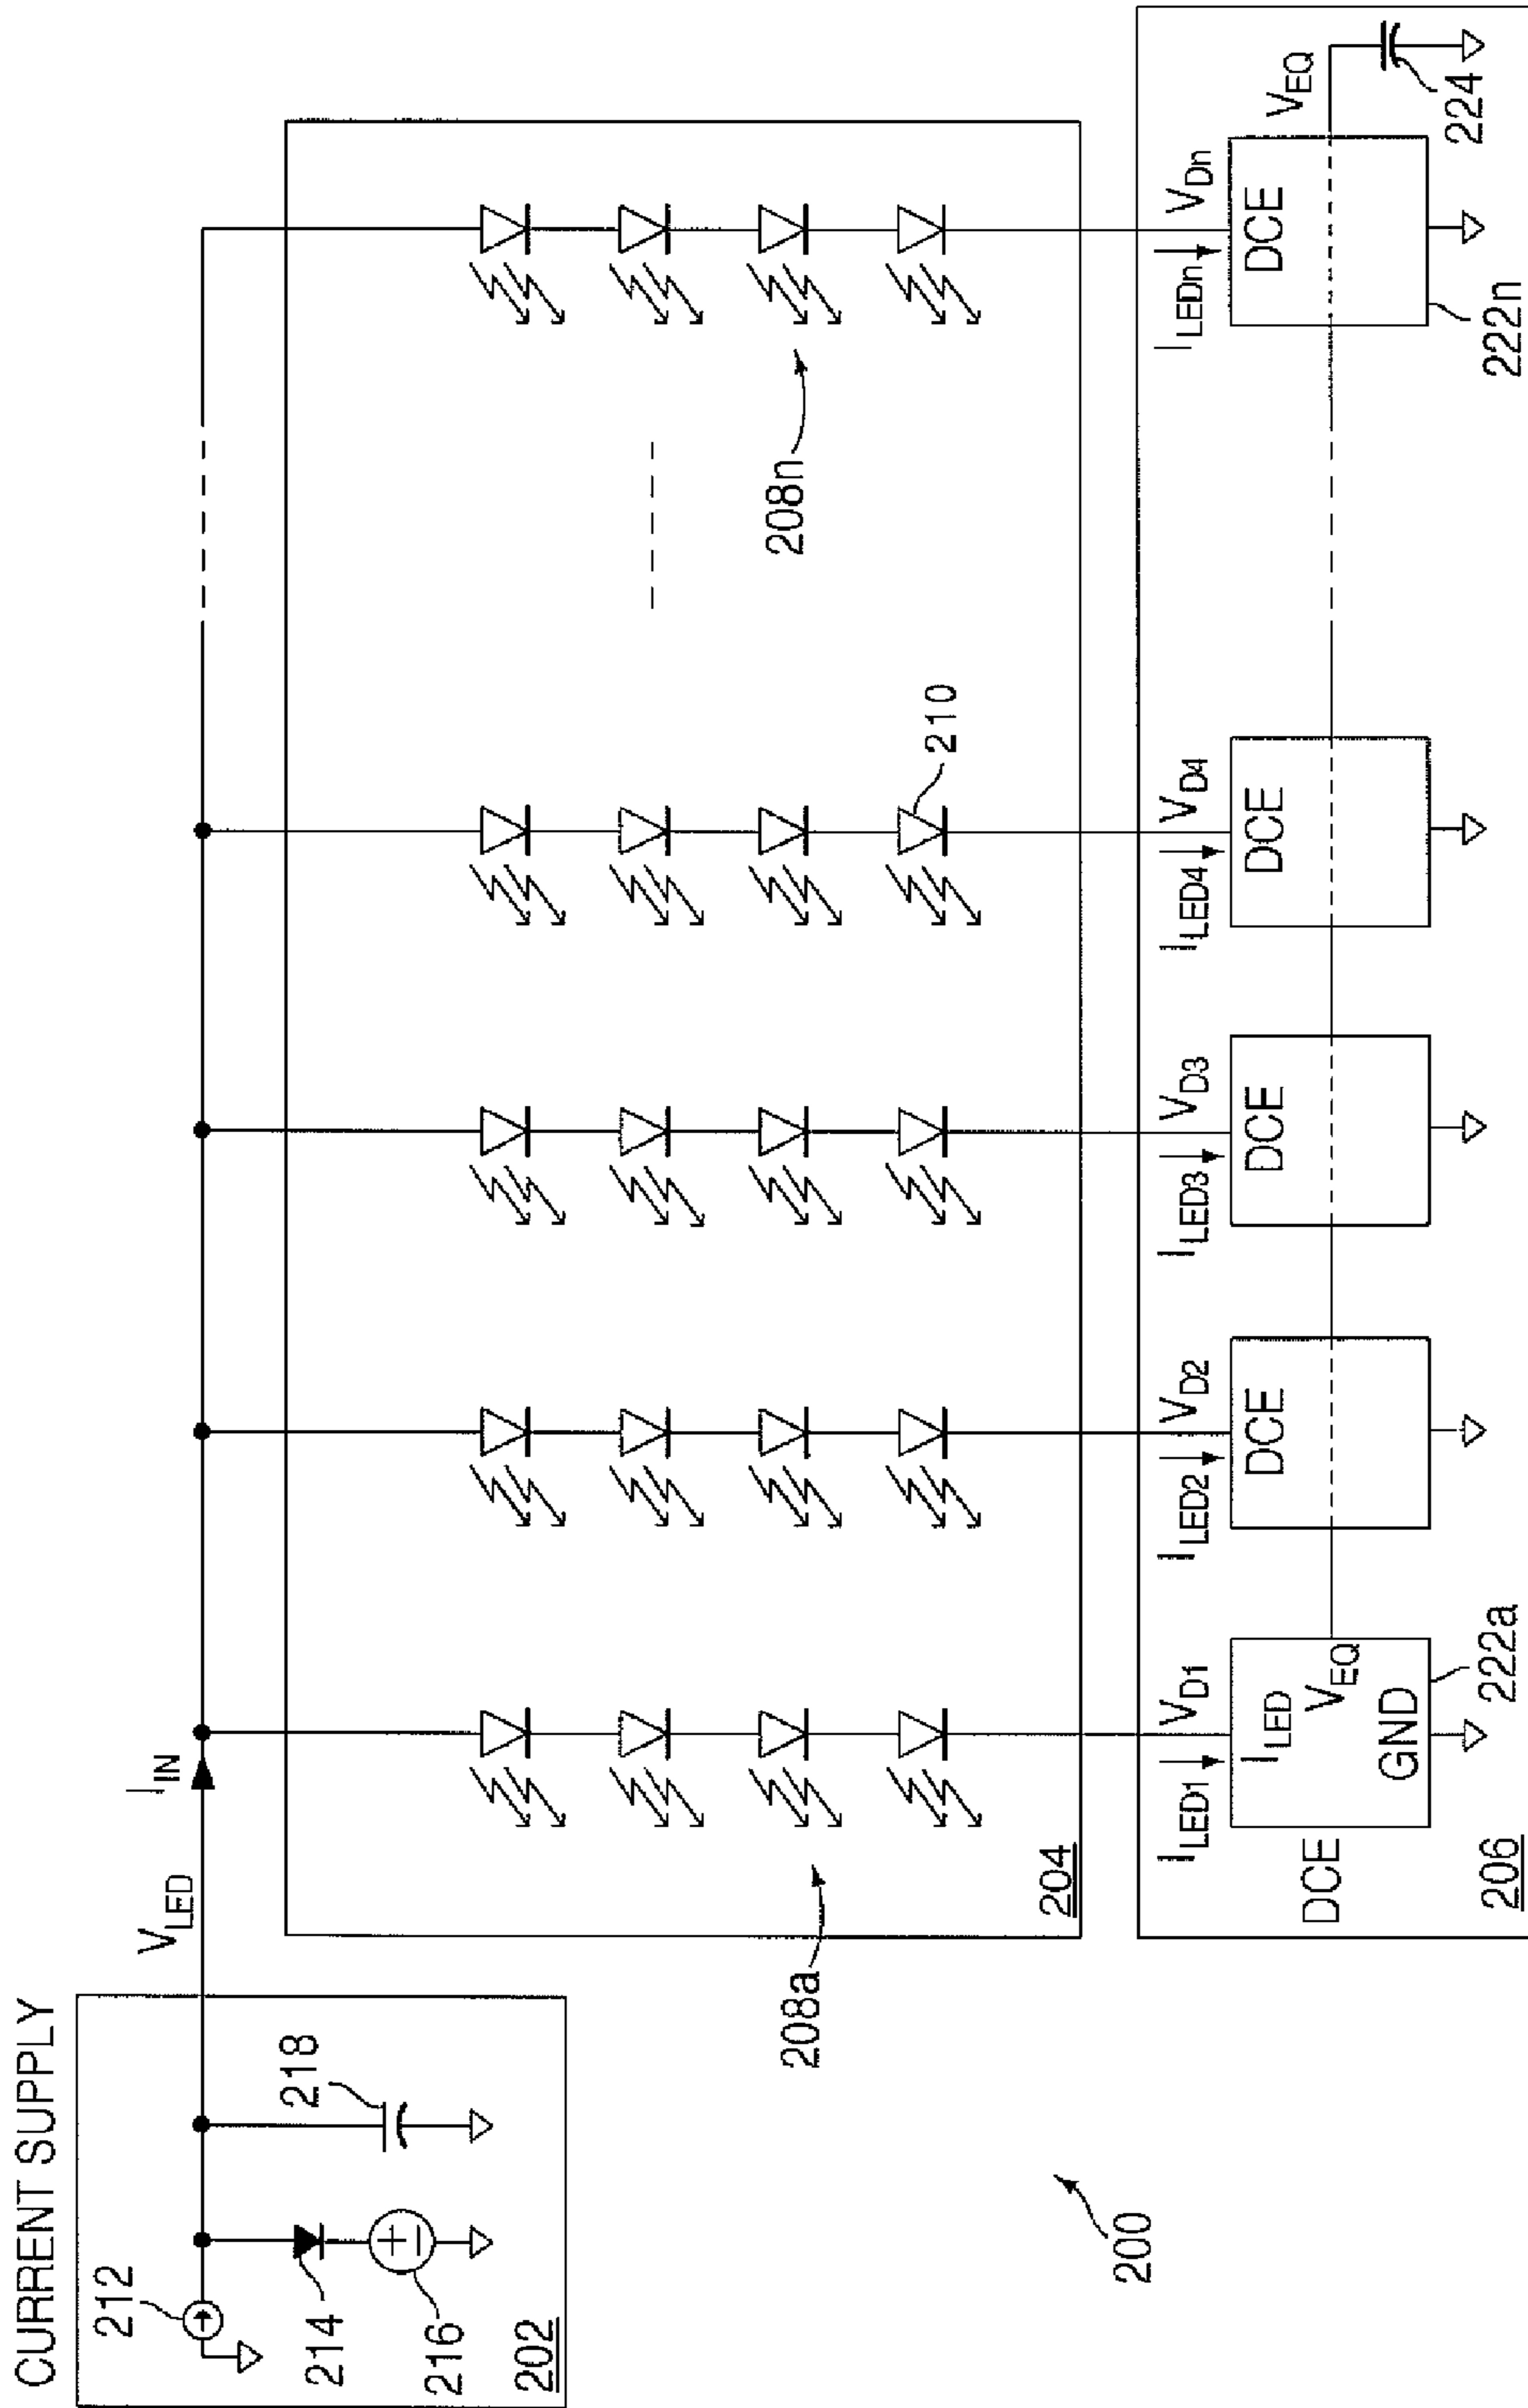 CURRENT SUPPLY
212
214
216
218
202
V_LED
I_IN
208a
208n
210
204
200
I_LED1 V_D1
I_LED2 V_D2
I_LED3 V_D3
I_LED4 V_D4
I_LEDn V_Dn
DCE
I_LED
V_EQ
GND
222a
DCE
DCE
DCE
DCE
222n
V_EQ
224
206